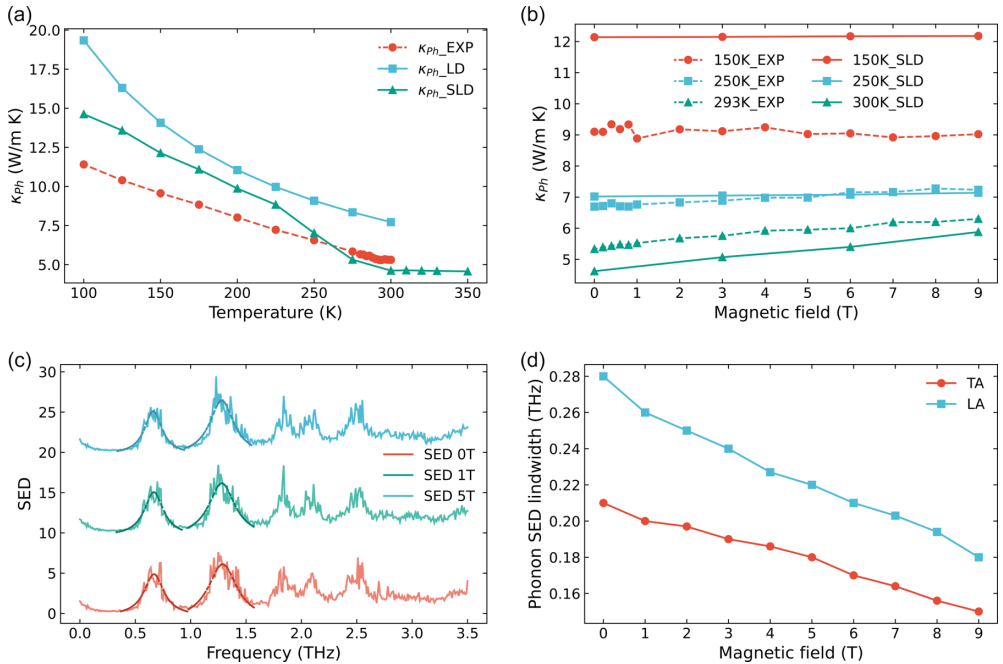 (a)
κ_Ph (W/m K)
20.0
17.5
15.0
12.5
10.0
7.5
5.0
κ_Ph_EXP
κ_Ph_LD
κ_Ph_SLD
100 150 200 250 300 350
Temperature (K)
(b)
κ_Ph (W/m K)
12
11
10
9
8
7
6
5
150K_EXP 150K_SLD
250K_EXP 250K_SLD
293K_EXP 300K_SLD
0 1 2 3 4 5 6 7 8 9
Magnetic field (T)
(c)
SED
30
25
20
15
10
5
0
SED 0T
SED 1T
SED 5T
0.0 0.5 1.0 1.5 2.0 2.5 3.0 3.5
Frequency (THz)
(d)
Phonon SED lindwidth (THz)
0.28
0.26
0.24
0.22
0.20
0.18
0.16
TA
LA
0 1 2 3 4 5 6 7 8 9
Magnetic field (T)